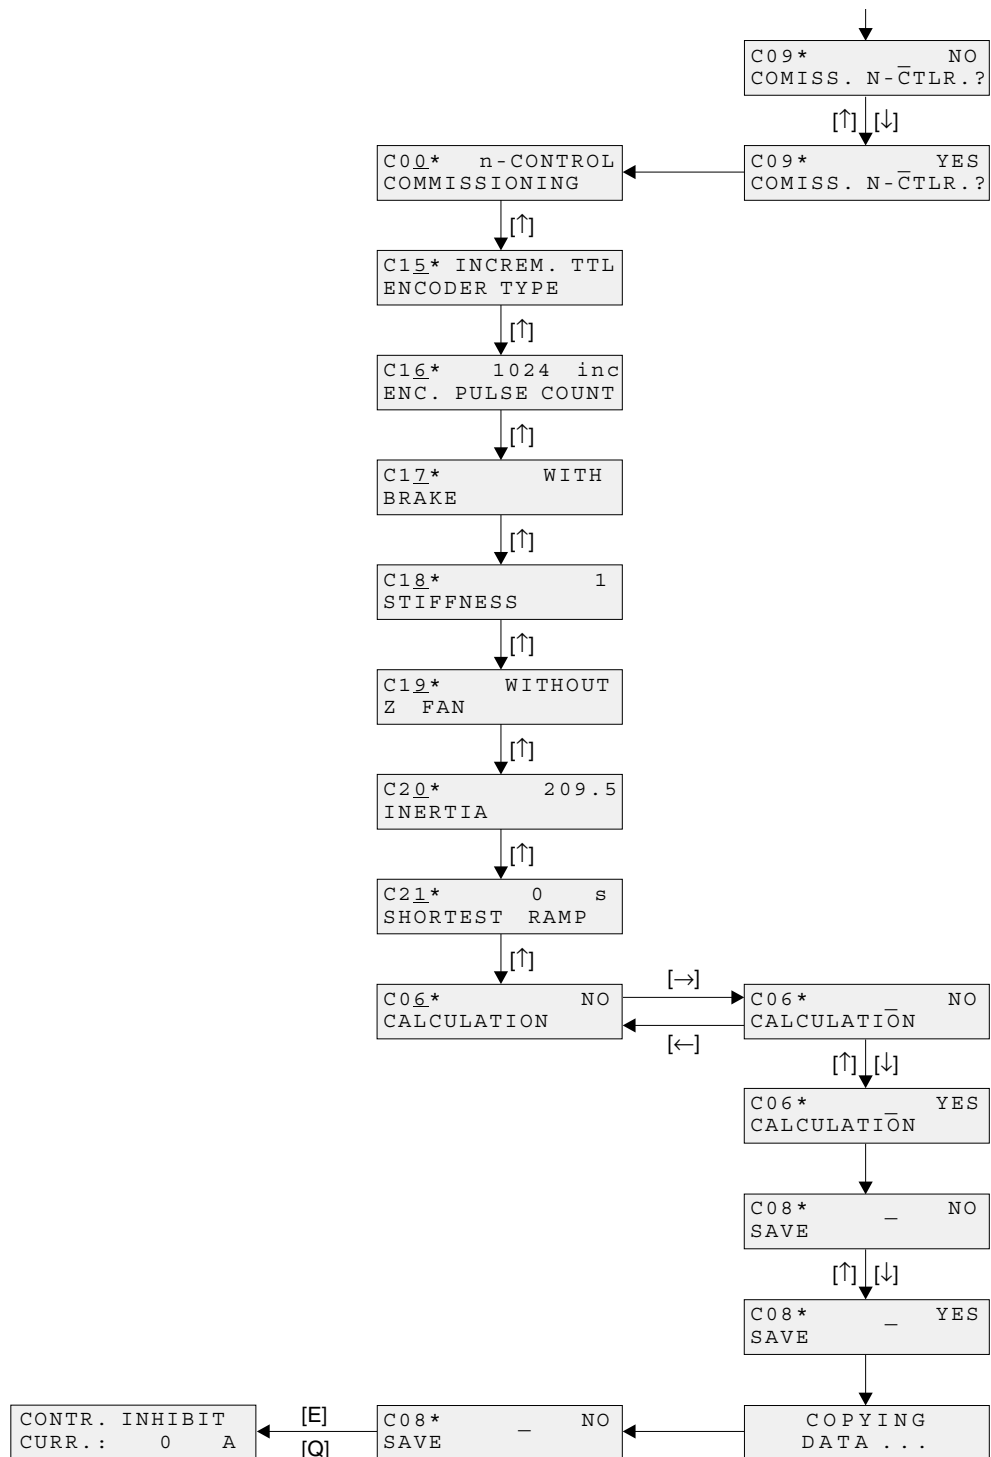 C09* _ NO
COMISS. N-CTLR.?
[↑] [↓]
C09* _ YES
COMISS. N-CTLR.?
C00* n-CONTROL
COMMISSIONING
[↑]
C15* INCREM. TTL
ENCODER TYPE
[↑]
C16* 1024 inc
ENC. PULSE COUNT
[↑]
C17* WITH
BRAKE
[↑]
C18* 1
STIFFNESS
[↑]
C19* WITHOUT
Z FAN
[↑]
C20* 209.5
INERTIA
[↑]
C21* 0 s
SHORTEST RAMP
[↑]
C06* NO
CALCULATION
[→]
[←]
C06* _ NO
CALCULATION
[↑] [↓]
C06* _ YES
CALCULATION
C08* _ NO
SAVE
[↑] [↓]
C08* _ YES
SAVE
COPYING
DATA ...
C08* _ NO
SAVE
[E]
[Q]
CONTR. INHIBIT
CURR.: 0 A